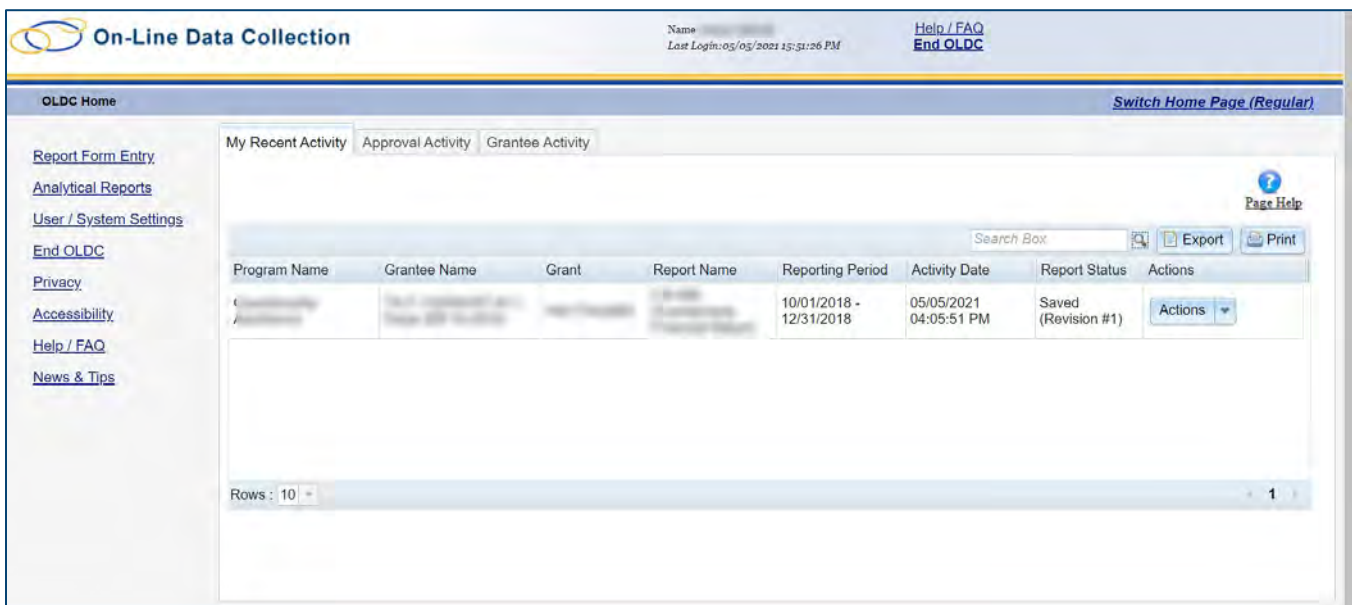 On-Line Data Collection
Name
Last Login:05/05/2021 15:51:26 PM
Help / FAQ
End OLDC
OLDC Home
Switch Home Page (Regular)
Report Form Entry
Analytical Reports
User / System Settings
End OLDC
Privacy
Accessibility
Help / FAQ
News & Tips
My Recent Activity Approval Activity Grantee Activity
Page Help
Search Box Export Print
Program Name Grantee Name Grant Report Name Reporting Period Activity Date Report Status Actions
10/01/2018 - 05/05/2021 Saved
12/31/2018 04:05:51 PM (Revision #1)
Actions
Rows : 10
1